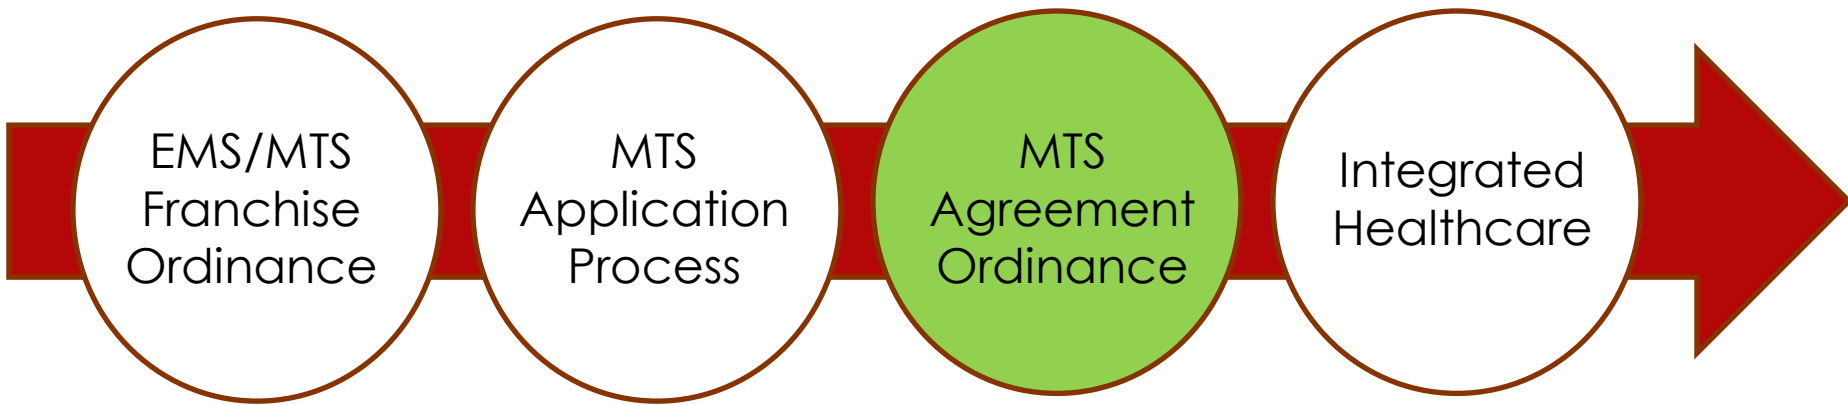 EMS/MTS
Franchise
Ordinance
MTS
Application
Process
MTS
Agreement
Ordinance
Integrated
Healthcare